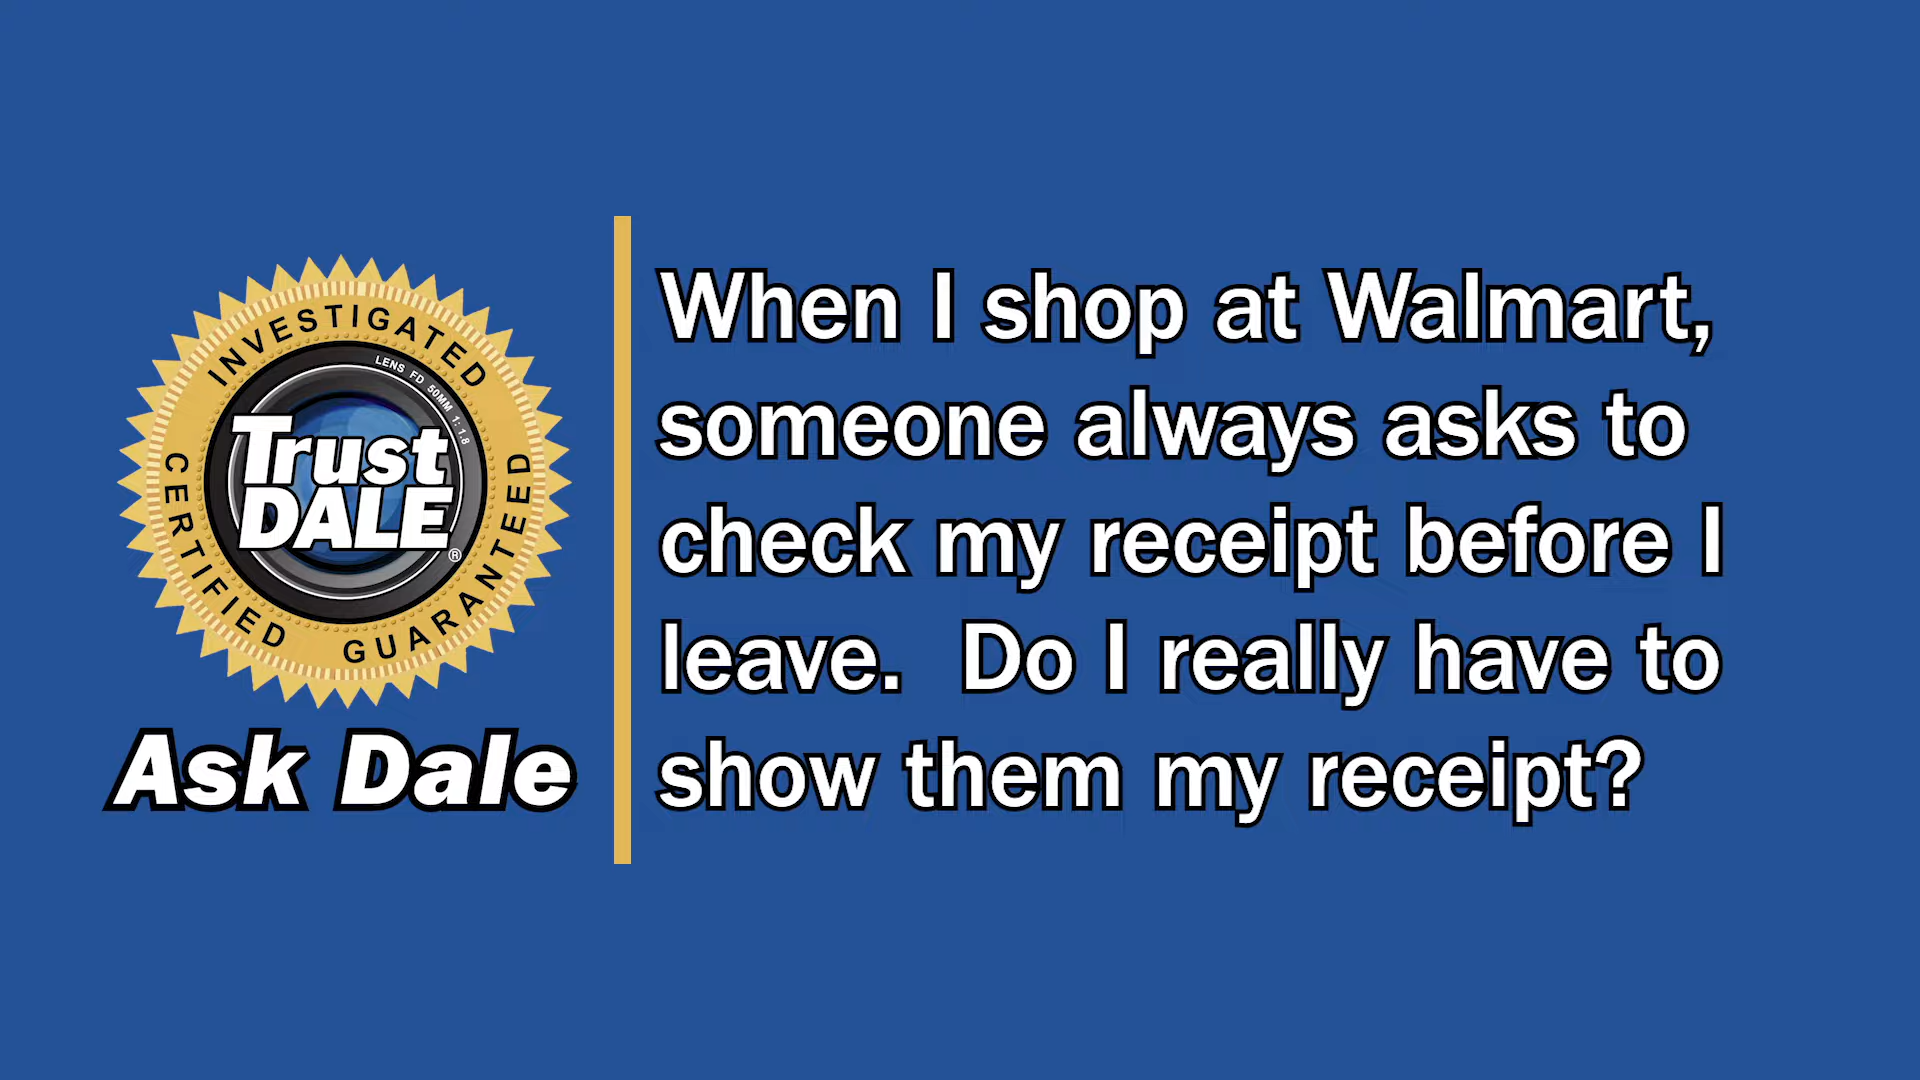 INVESTIGATED
LENS FD 50MM 1:1.8
Trust
DALE®
CERTIFIED
GUARANTEED
Ask Dale
When I shop at Walmart,
someone always asks to
check my receipt before I
leave.  Do I really have to
show them my receipt?